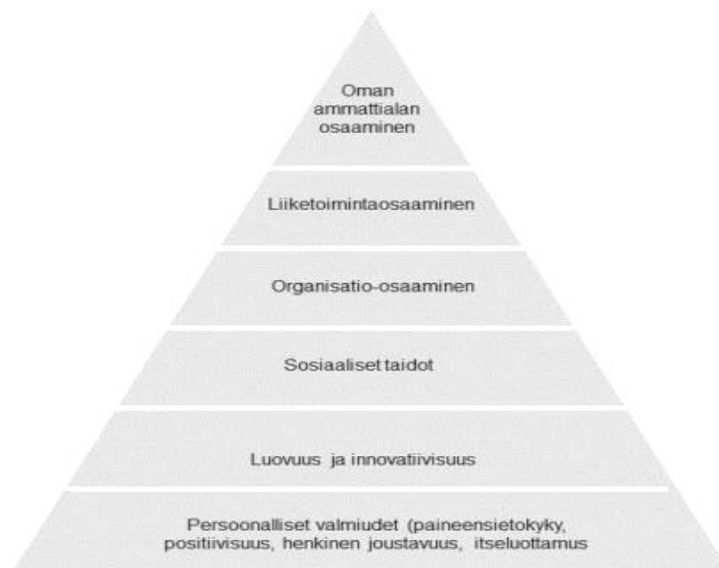 Oman
ammattialan
osaaminen
Liiketoimintaosaaminen
Organisatio-osaaminen
Sosiaaliset taidot
Luovuus ja innovatiivisuus
Persoonalliset valmiudet (paineensietokyky,
positiivisuus, henkinen joustavuus, itseluottamus